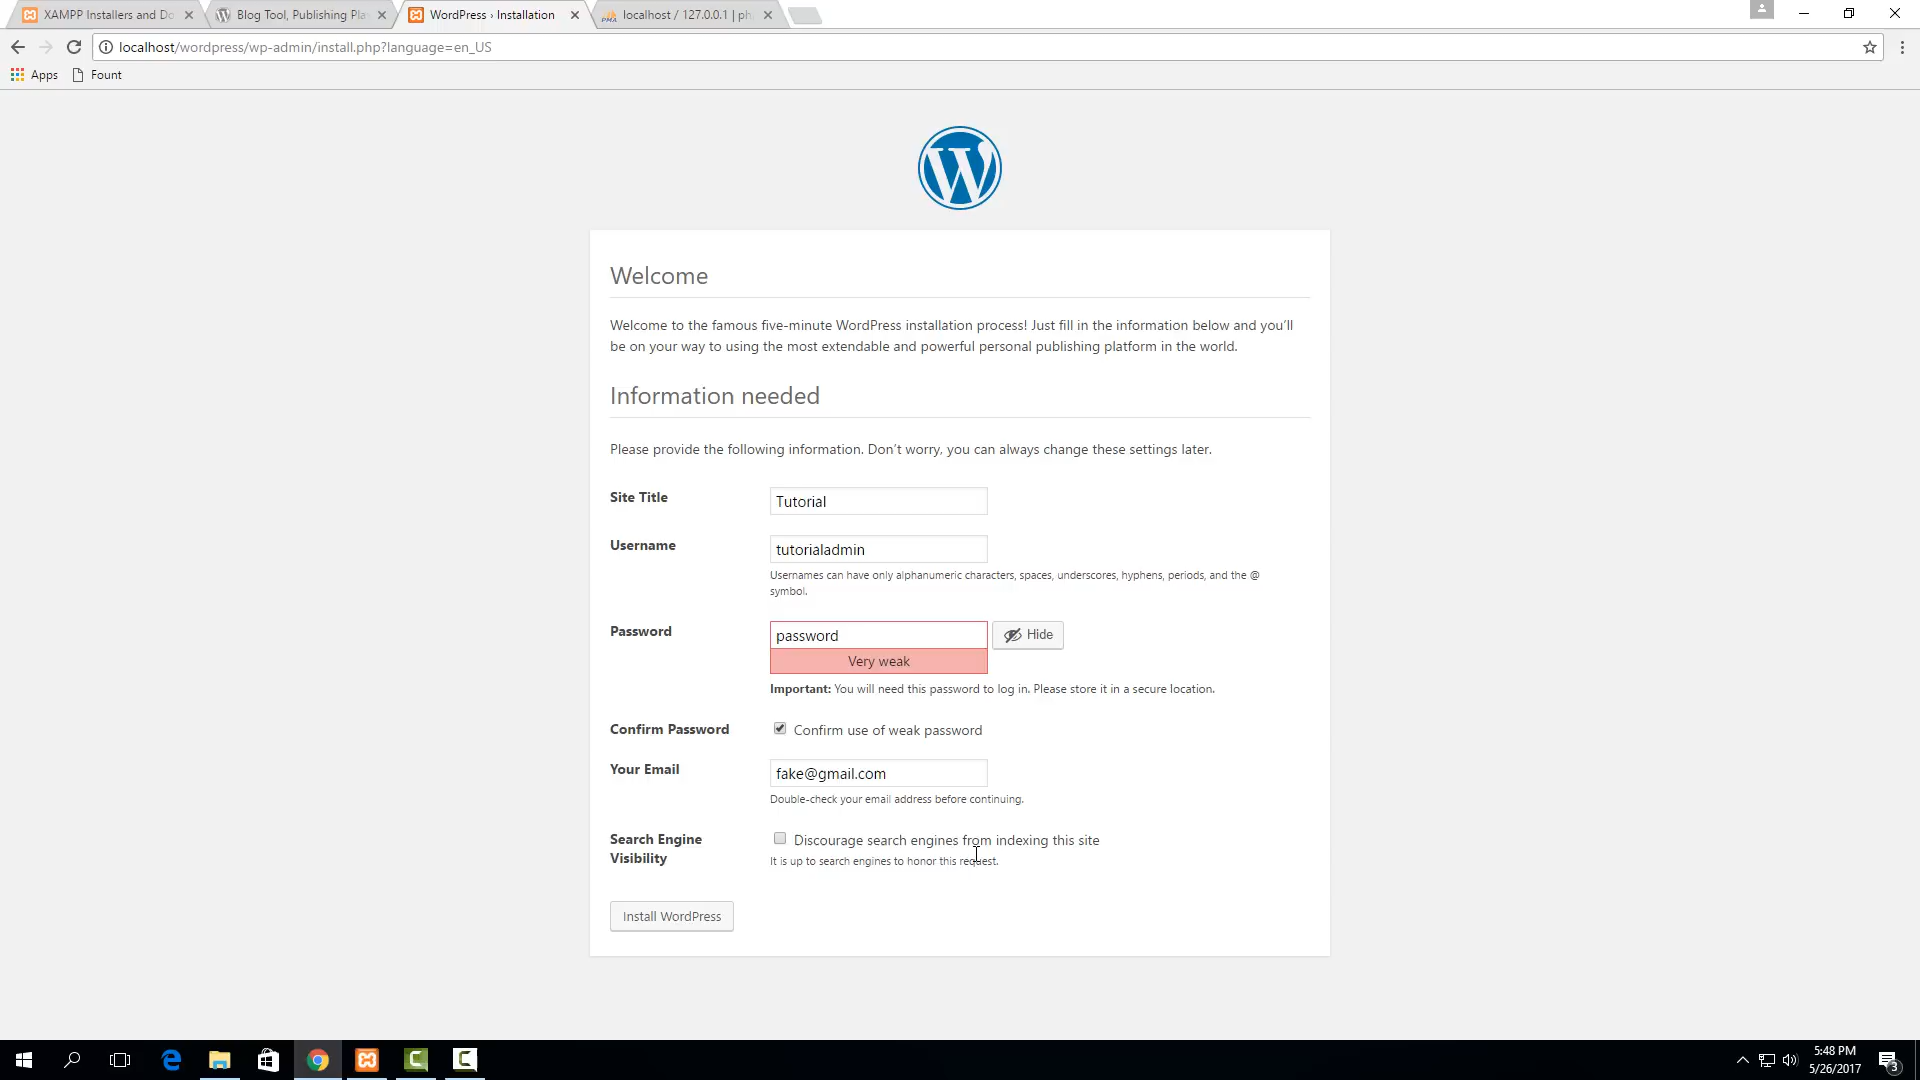 XAMPP Installers and Do
Blog Tool, Publishing Pla
WordPress › Installation
localhost / 127.0.0.1 | ph
localhost/wordpress/wp-admin/install.php?language=en_US
Apps
Fount
Welcome
Welcome to the famous five-minute WordPress installation process! Just fill in the information below and you’ll
be on your way to using the most extendable and powerful personal publishing platform in the world.
Information needed
Please provide the following information. Don’t worry, you can always change these settings later.
Site Title
Tutorial
Username
tutorialadmin
Usernames can have only alphanumeric characters, spaces, underscores, hyphens, periods, and the @
symbol.
Password
password
Hide
Very weak
Important: You will need this password to log in. Please store it in a secure location.
Confirm Password
Confirm use of weak password
Your Email
fake@gmail.com
Double-check your email address before continuing.
Search Engine
Visibility
Discourage search engines from indexing this site
It is up to search engines to honor this request.
Install WordPress
5:48 PM
5/26/2017
3